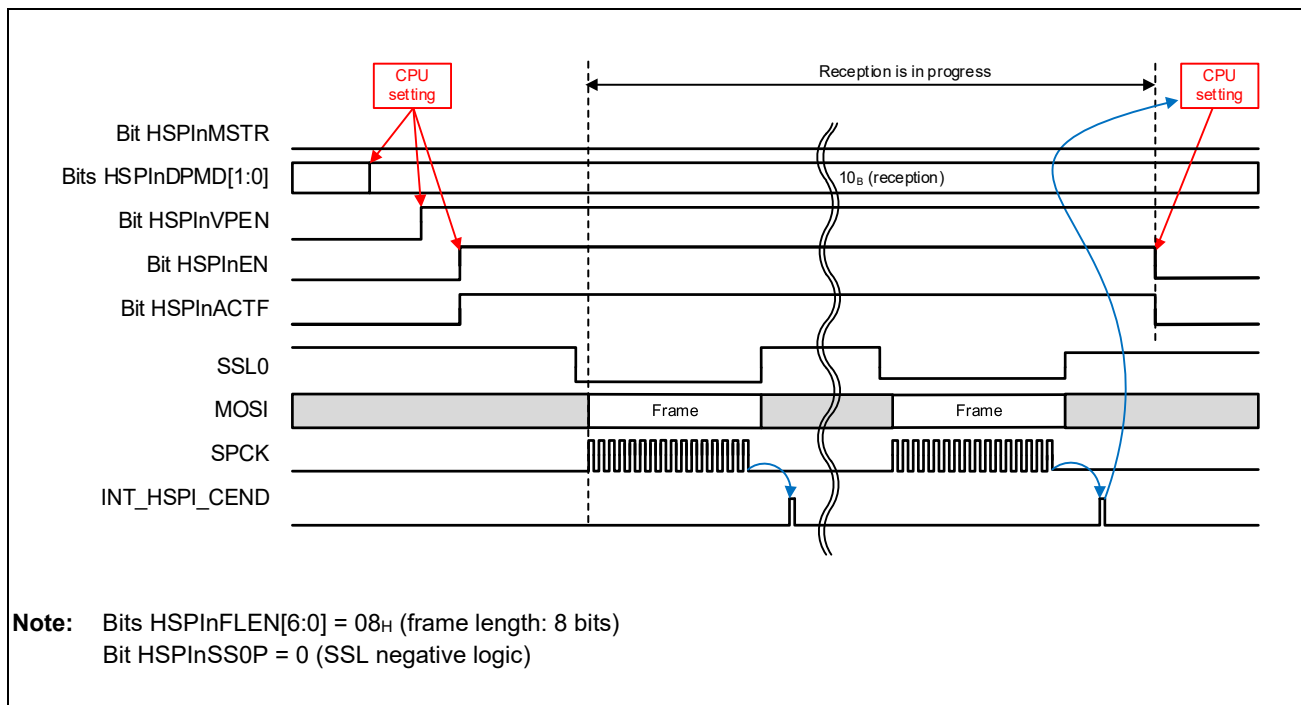 Reception is in progress
CPU
setting
CPU
setting
Bit HSPInMSTR
Bits HSPInDPMD[1:0]
10B (reception)
Bit HSPInVPEN
Bit HSPInEN
Bit HSPInACTF
SSL0
MOSI
Frame
Frame
SPCK
INT_HSPI_CEND
Note: Bits HSPInFLEN[6:0] = 08H (frame length: 8 bits)
Bit HSPInSS0P = 0 (SSL negative logic)